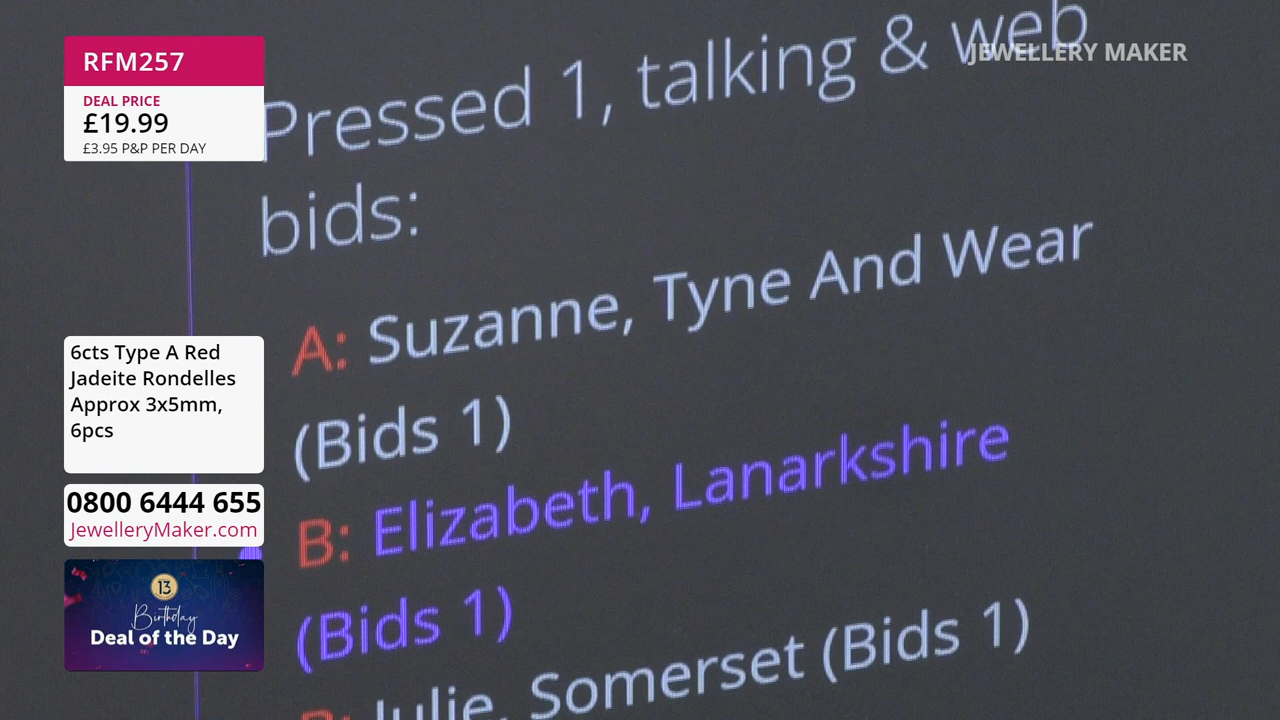 RFM257
DEAL PRICE
£19.99
£3.95 P&P PER DAY
JEWELLERY MAKER
Pressed 1, talking & web
bids:
A: Suzanne, Tyne And Wear
(Bids 1)
B: Elizabeth, Lanarkshire
(Bids 1)
B: Julie, Somerset (Bids 1)
6cts Type A Red
Jadeite Rondelles
Approx 3x5mm,
6pcs
0800 6444 655
JewelleryMaker.com
13
Birthday
Deal of the Day